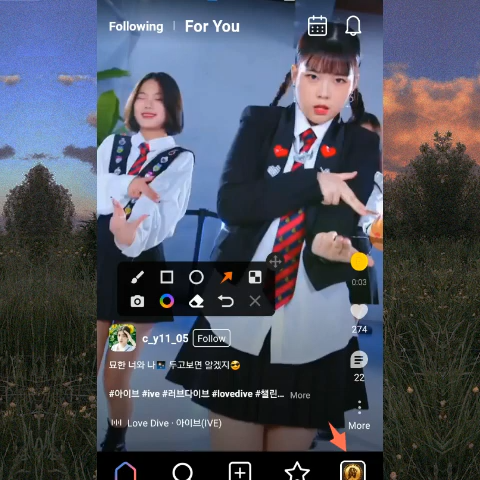 Following | For You
0:03
274
c_y11_05 Follow
22
묘한 너와 나🌃 두고보면 알겠지😎
#아이브 #ive #러브다이브 #lovedive #챌린... More
Love Dive · 아이브(IVE)
More